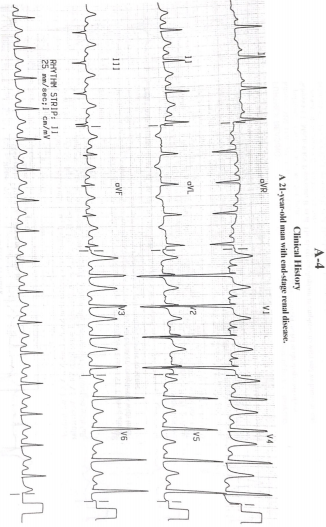 A-4
Clinical History
A 21-year-old man with end-stage renal disease.
I
aVR
V1
V4
II
aVL
V2
V5
III
aVF
V3
V6
RHYTHM STRIP: II
25 mm/sec;1 cm/mV